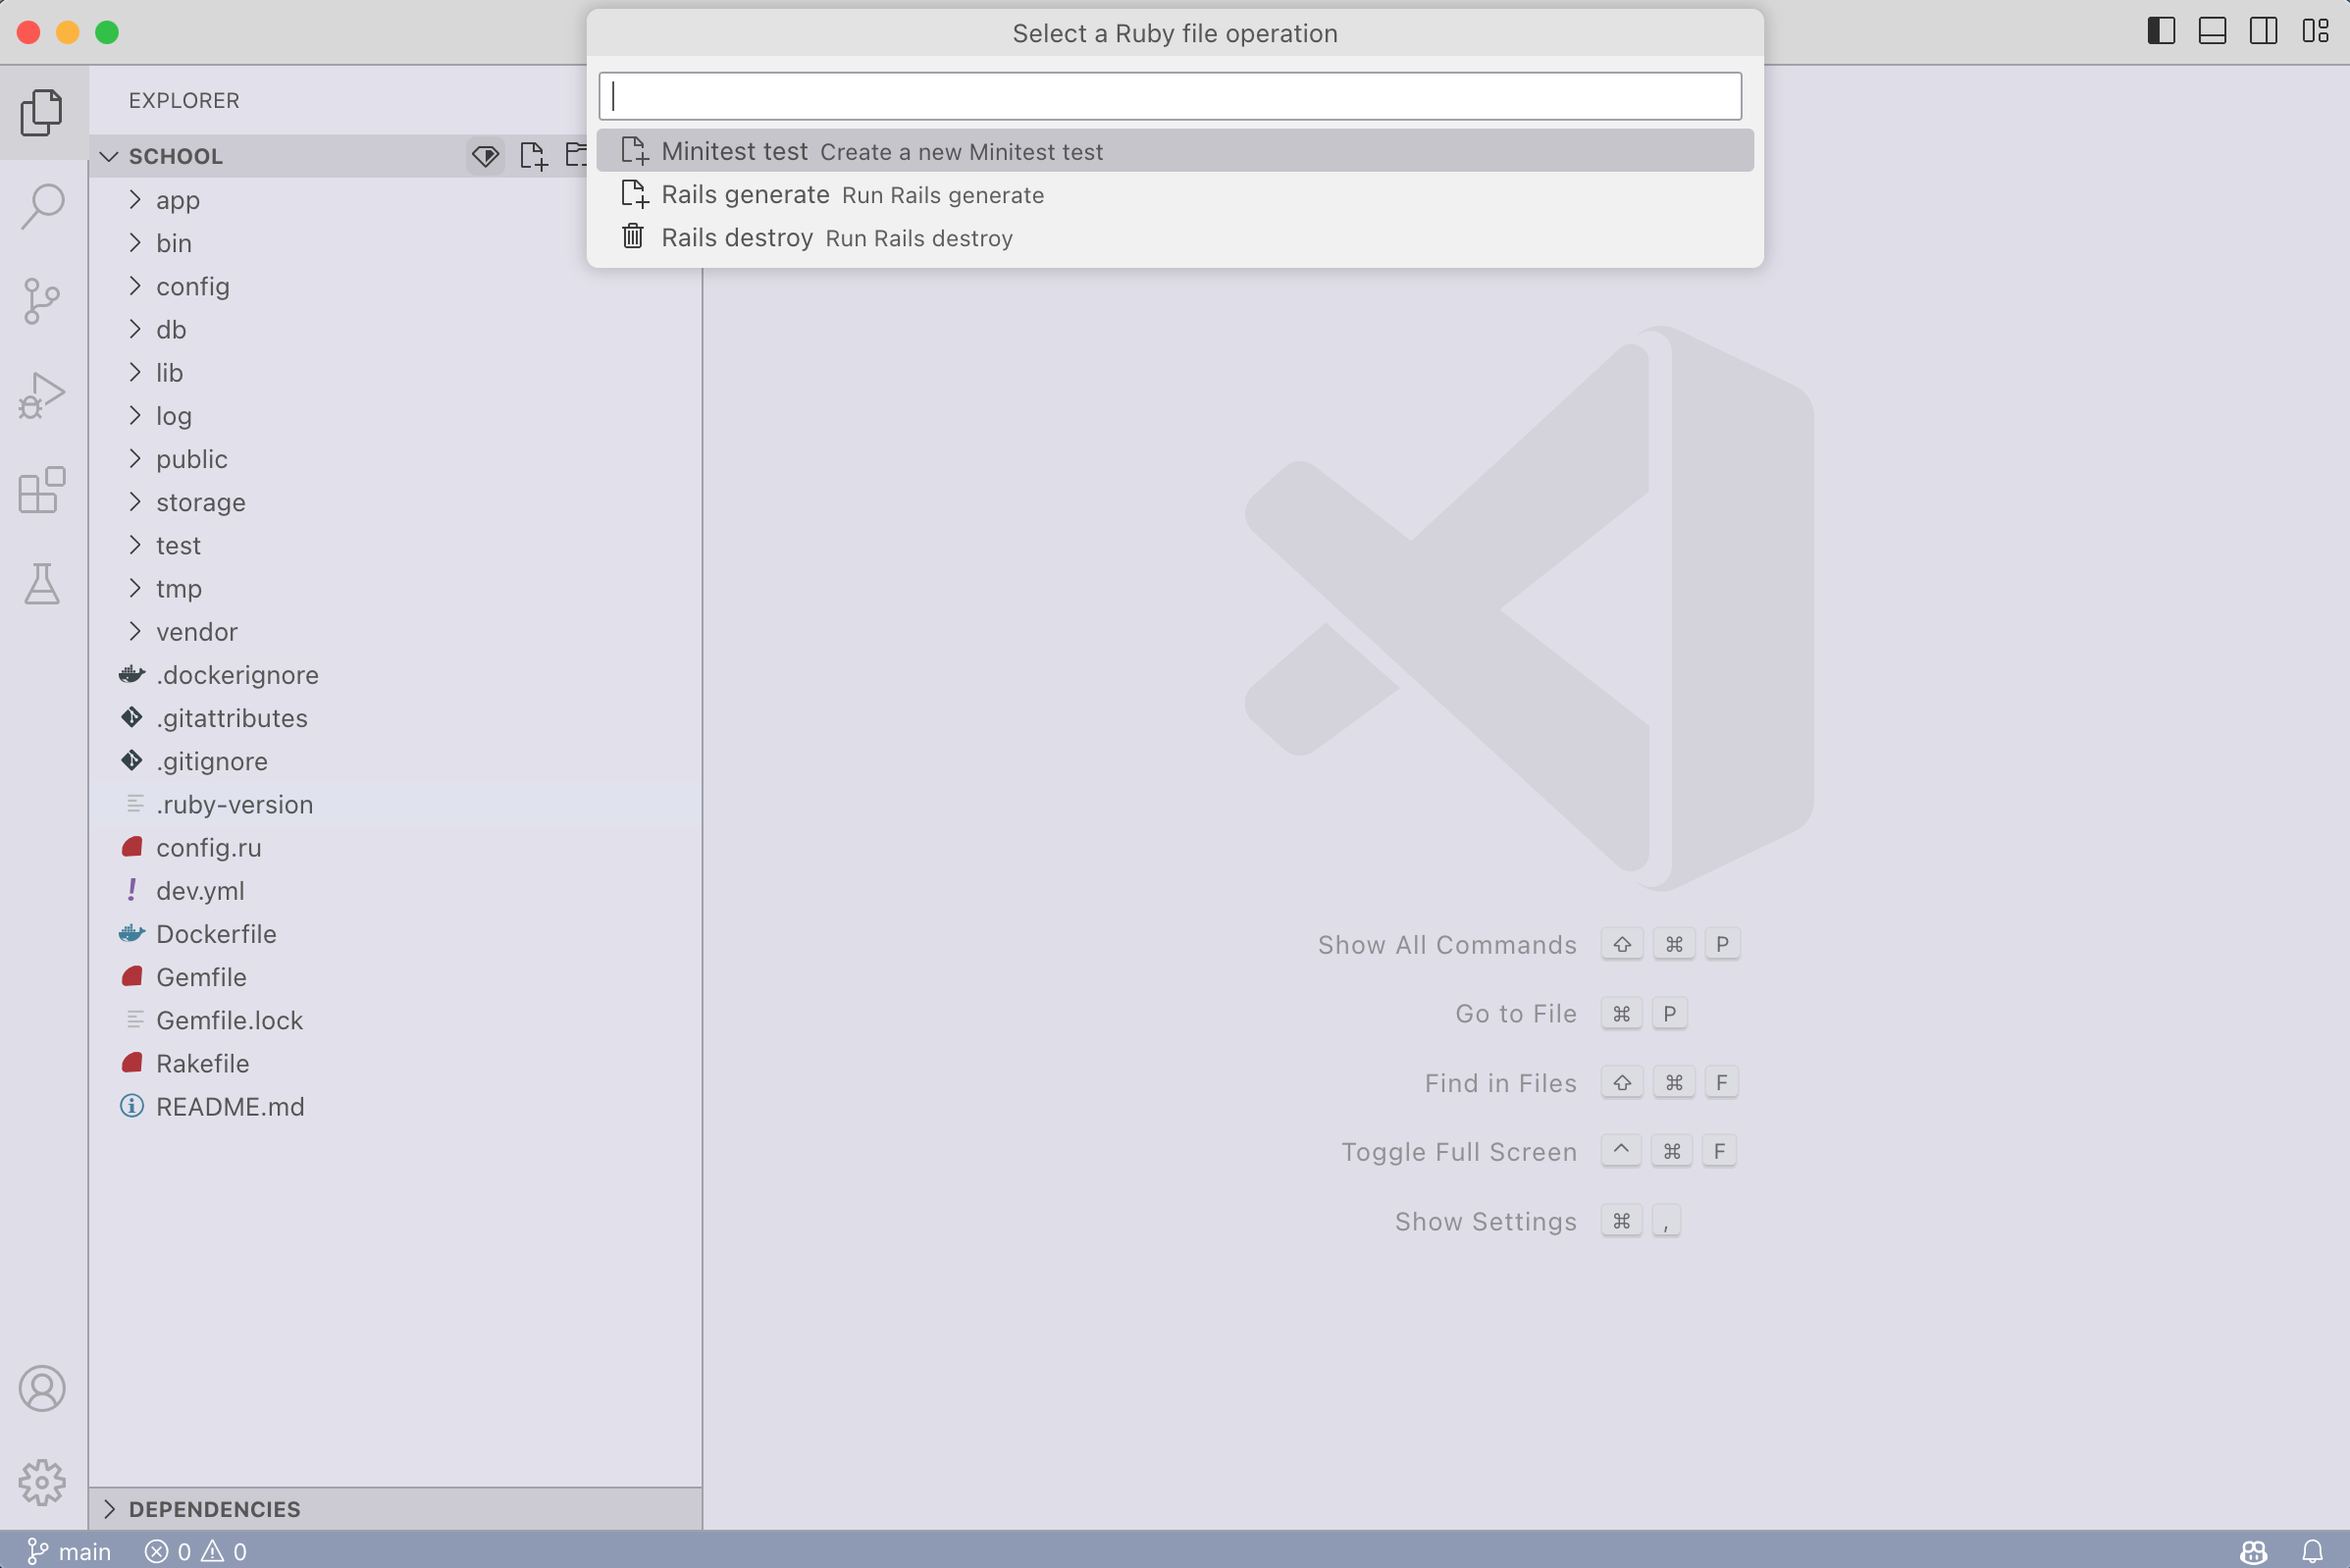 Select a Ruby file operation
Minitest test Create a new Minitest test
Rails generate Run Rails generate
Rails destroy Run Rails destroy
EXPLORER
SCHOOL
app
bin
config
db
lib
log
public
storage
test
tmp
vendor
.dockerignore
.gitattributes
.gitignore
.ruby-version
config.ru
! dev.yml
Dockerfile
Gemfile
Gemfile.lock
Rakefile
README.md
DEPENDENCIES
Show All Commands ⇧ ⌘ P
Go to File ⌘ P
Find in Files ⇧ ⌘ F
Toggle Full Screen ^ ⌘ F
Show Settings ⌘ ,
main 0 0